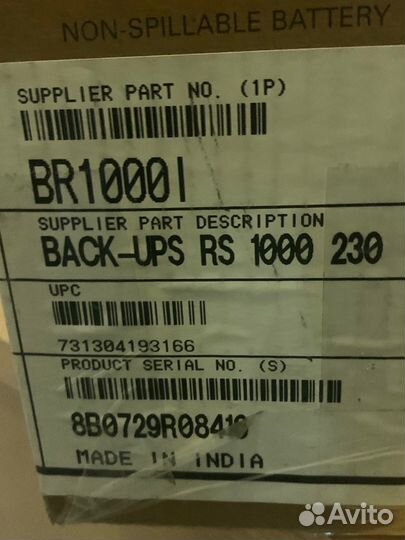 NON-SPILLABLE BATTERY
SUPPLIER PART NO. (1P)
BR1000I
SUPPLIER PART DESCRIPTION
BACK-UPS RS 1000 230
UPC
731304193166
PRODUCT SERIAL NO. (S)
MADE IN INDIA
Avito